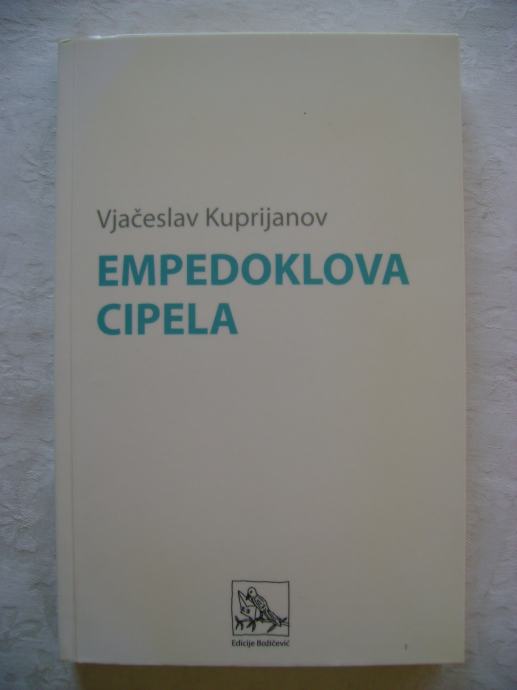 Vjačeslav Kuprijanov
EMPEDOKLOVA
CIPELA
Edicije Božičević